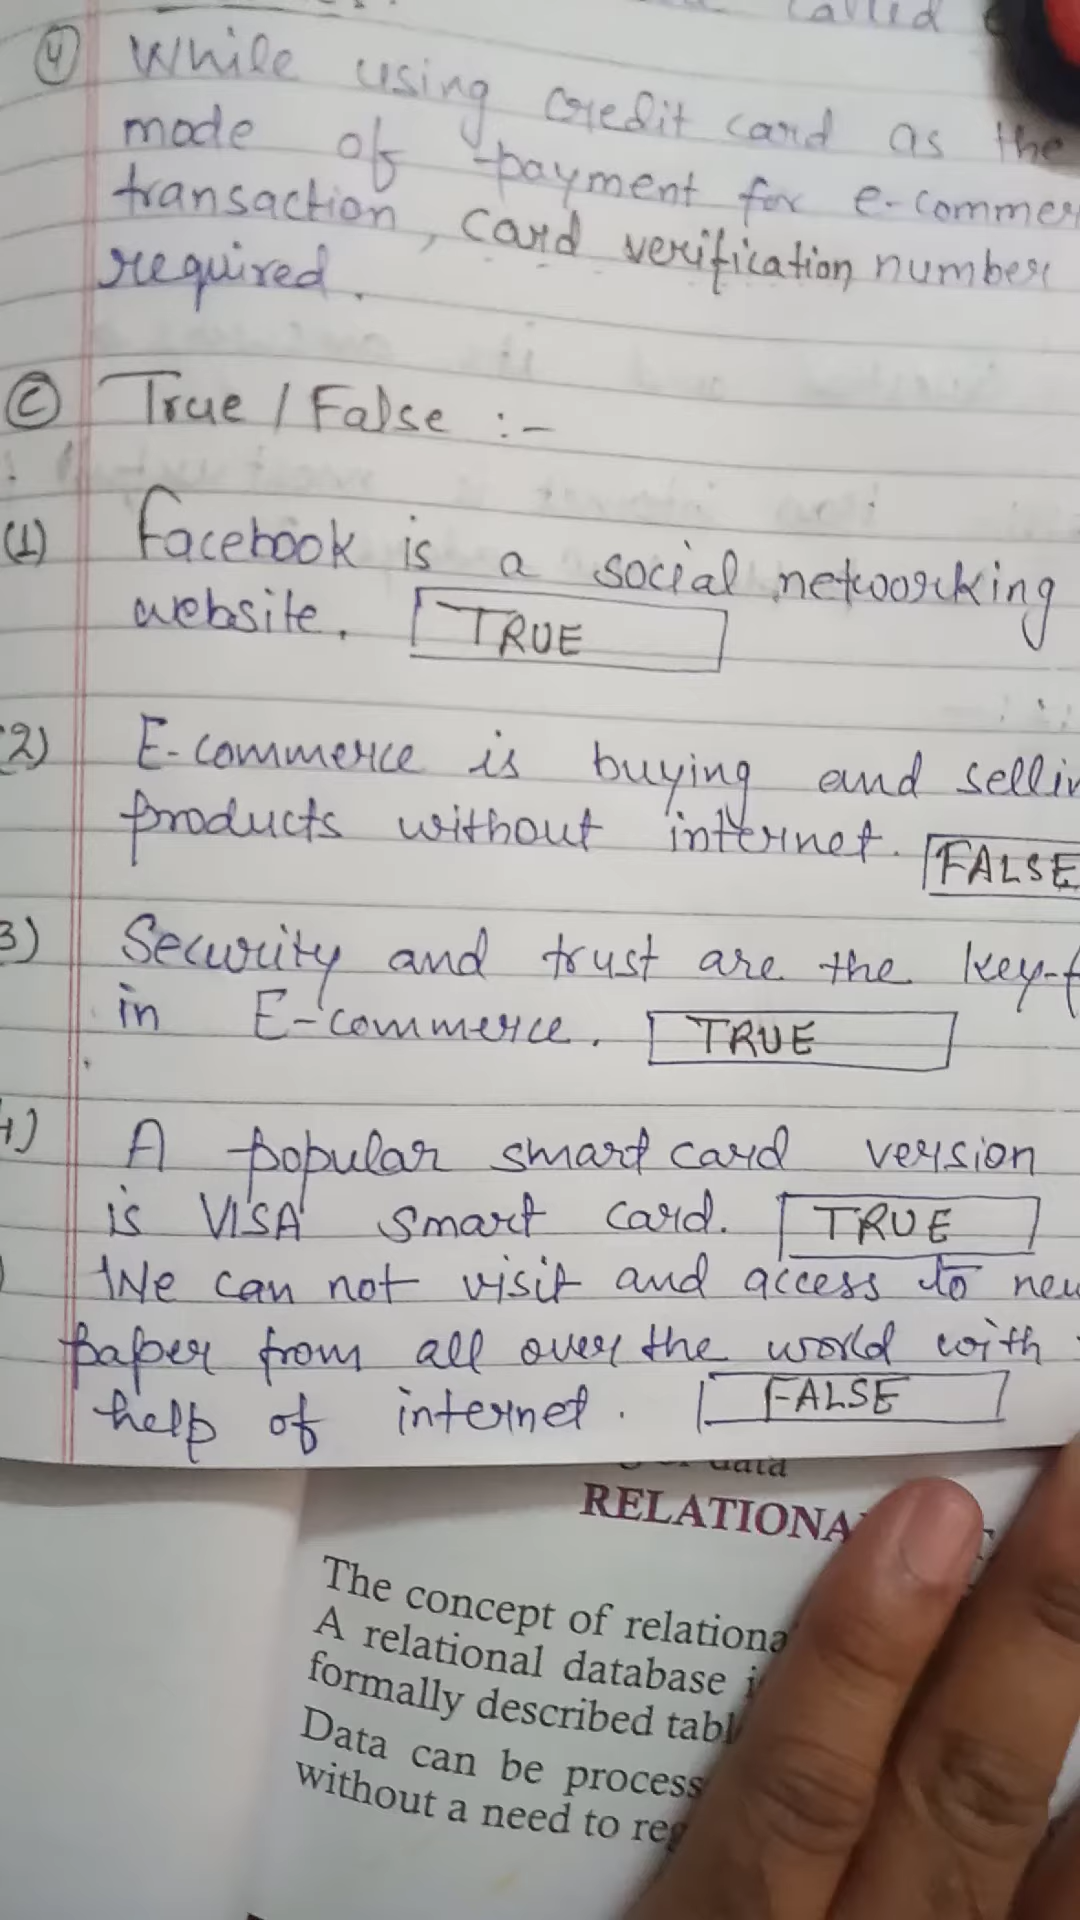 called
4) While using credit card as the
mode of payment for e-commer
transaction, card verification number
required.
C) True / False :-
(1) Facebook is a social networking
website. TRUE
2) E-commerce is buying and sellin
products without internet. FALSE
3) Security and trust are the key-f
in E-commerce. TRUE
4) A popular smart card version
is VISA smart card. TRUE
) We can not visit and access to new
paper from all over the world with
help of internet. FALSE
data
RELATIONA
The concept of relationa
A relational database i
formally described tabl
Data can be process
without a need to reg